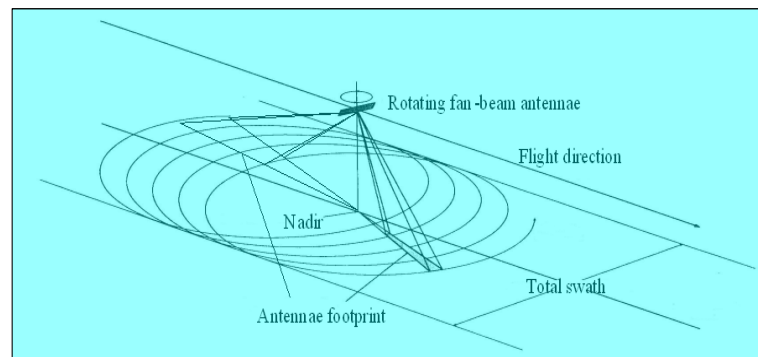 Rotating fan-beam antennae
Flight direction
Nadir
Total swath
Antennae footprint